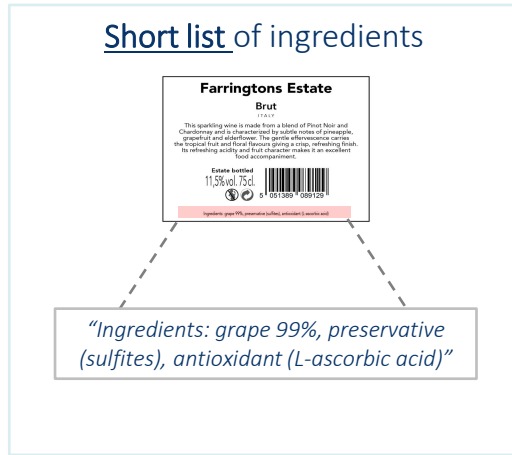 Short list of ingredients
Farringtons Estate
Brut
ITALY
This sparkling wine is made from a blend of Pinot Noir and
Chardonnay and is characterized by subtle notes of pineapple,
grapefruit and elderflower. The gentle effervescence carries
the tropical fruit and floral flavours giving a crisp, refreshing finish.
Its refreshing acidity and fruit character makes it an excellent
food accompaniment.
Estate bottled
11,5%vol. 75cl.
5 051389 089129
Ingredients: grape 99%, preservative (sulfites), antioxidant (L-ascorbic acid)
“Ingredients: grape 99%, preservative
(sulfites), antioxidant (L-ascorbic acid)”